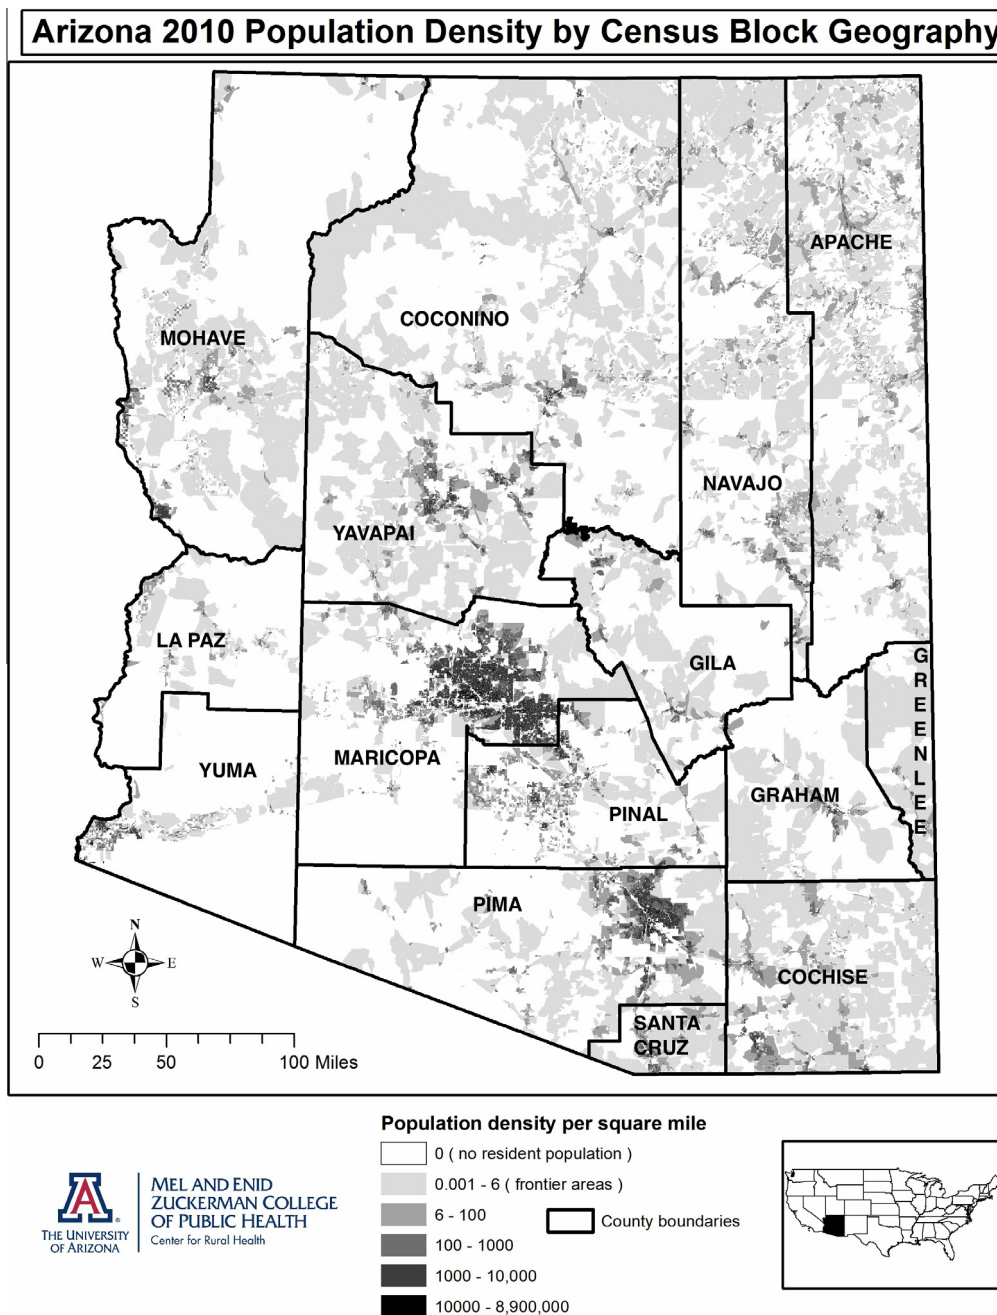 Arizona 2010 Population Density by Census Block Geography
APACHE
COCONINO
MOHAVE
NAVAJO
YAVAPAI
LA PAZ
GILA
GREENLEE
MARICOPA
YUMA
GRAHAM
PINAL
PIMA
COCHISE
SANTA
CRUZ
N
W E
S
0 25 50 100 Miles
Population density per square mile
0 ( no resident population )
0.001 - 6 ( frontier areas )
6 - 100
County boundaries
100 - 1000
1000 - 10,000
10000 - 8,900,000
A
THE UNIVERSITY
OF ARIZONA
MEL AND ENID
ZUCKERMAN COLLEGE
OF PUBLIC HEALTH
Center for Rural Health